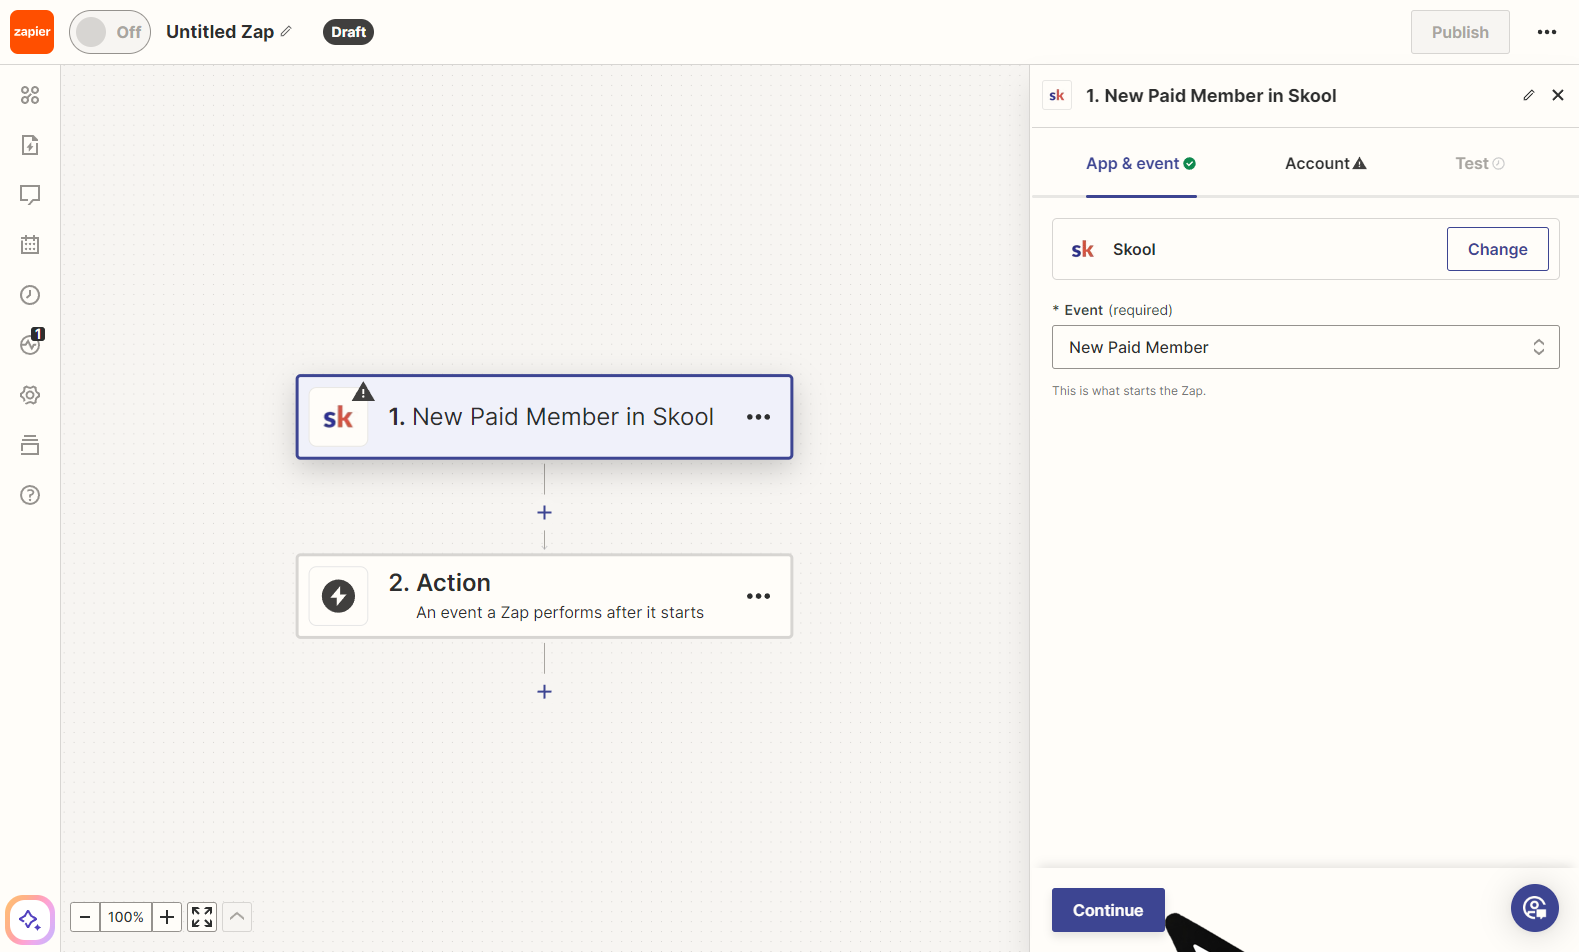 zapier
Off
Untitled Zap
Draft
Publish
sk
1. New Paid Member in Skool
App & event
Account
Test
sk
Skool
Change
* Event (required)
New Paid Member
This is what starts the Zap.
1
sk
1. New Paid Member in Skool
2. Action
An event a Zap performs after it starts
100%
Continue